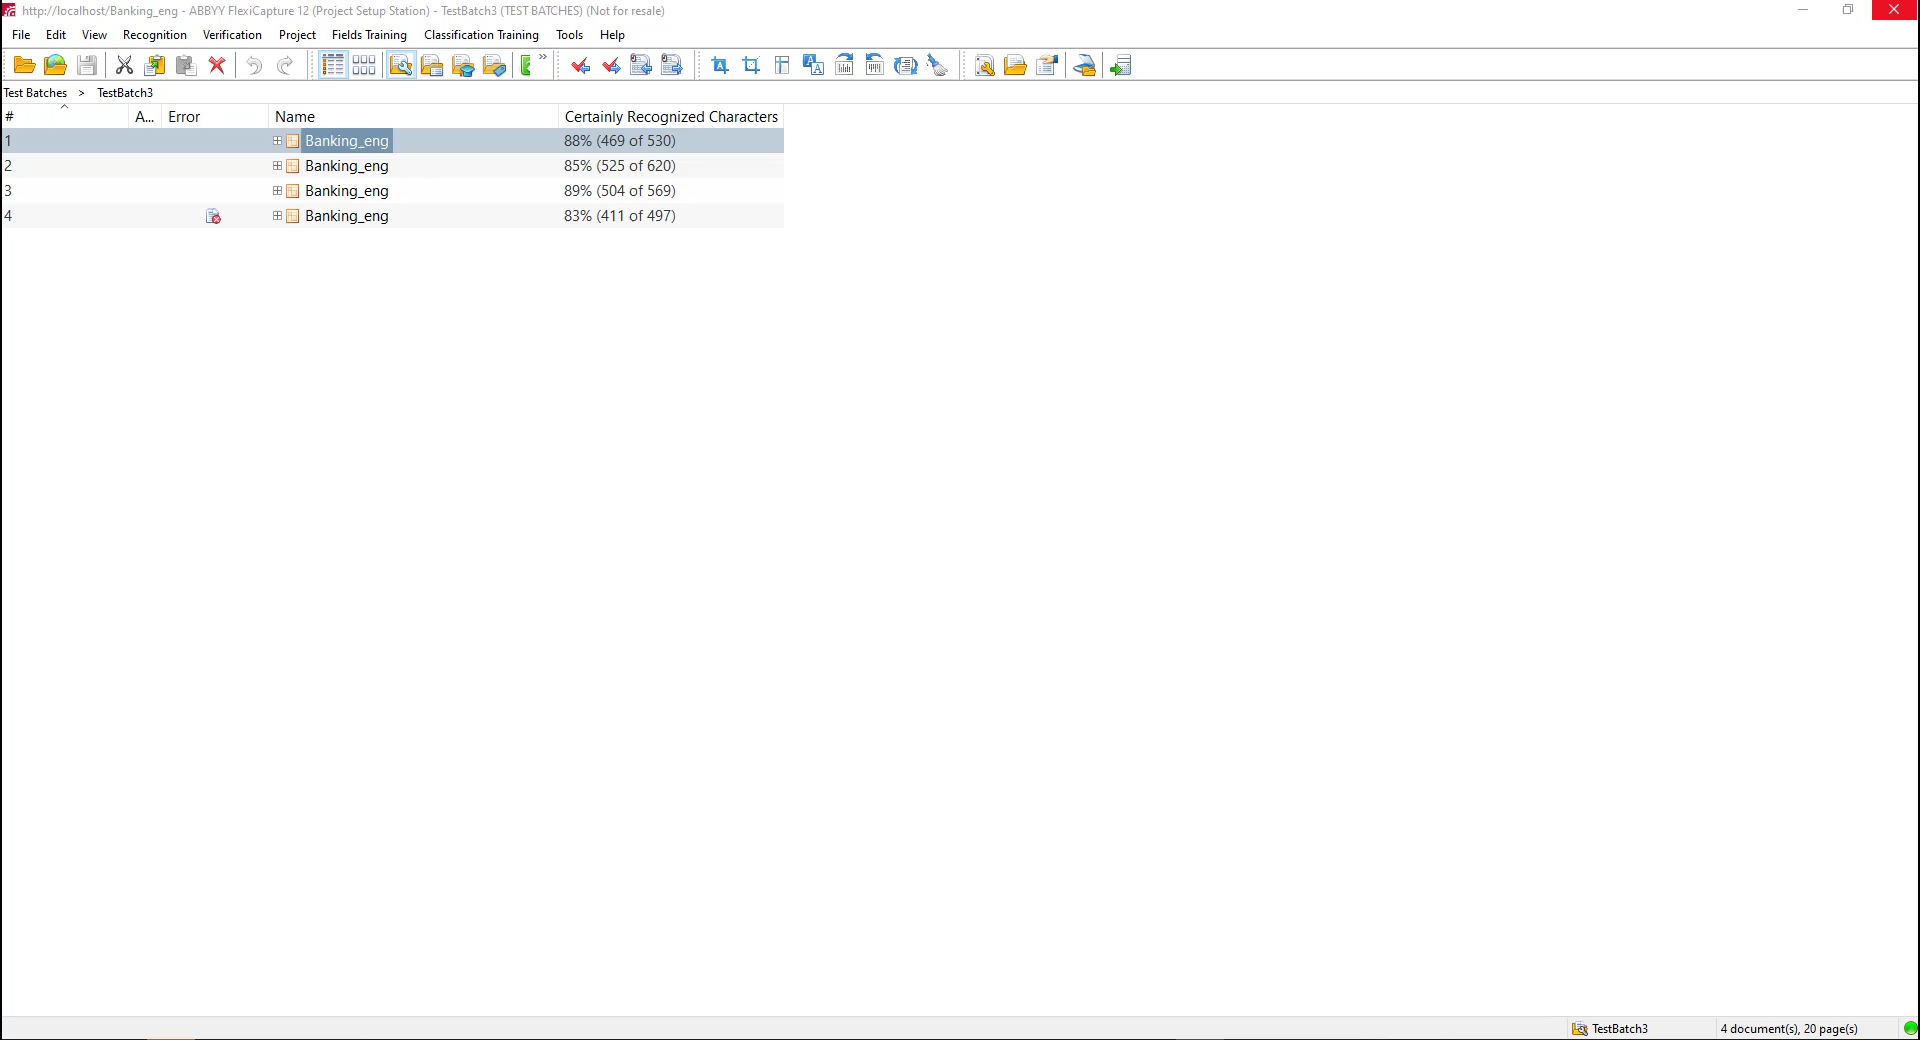 http://localhost/Banking_eng - ABBYY FlexiCapture 12 (Project Setup Station) - TestBatch3 (TEST BATCHES) (Not for resale)
File Edit View Recognition Verification Project Fields Training Classification Training Tools Help
Test Batches > TestBatch3
# A... Error Name Certainly Recognized Characters
1 Banking_eng 88% (469 of 530)
2 Banking_eng 85% (525 of 620)
3 Banking_eng 89% (504 of 569)
4 Banking_eng 83% (411 of 497)
TestBatch3 4 document(s), 20 page(s)